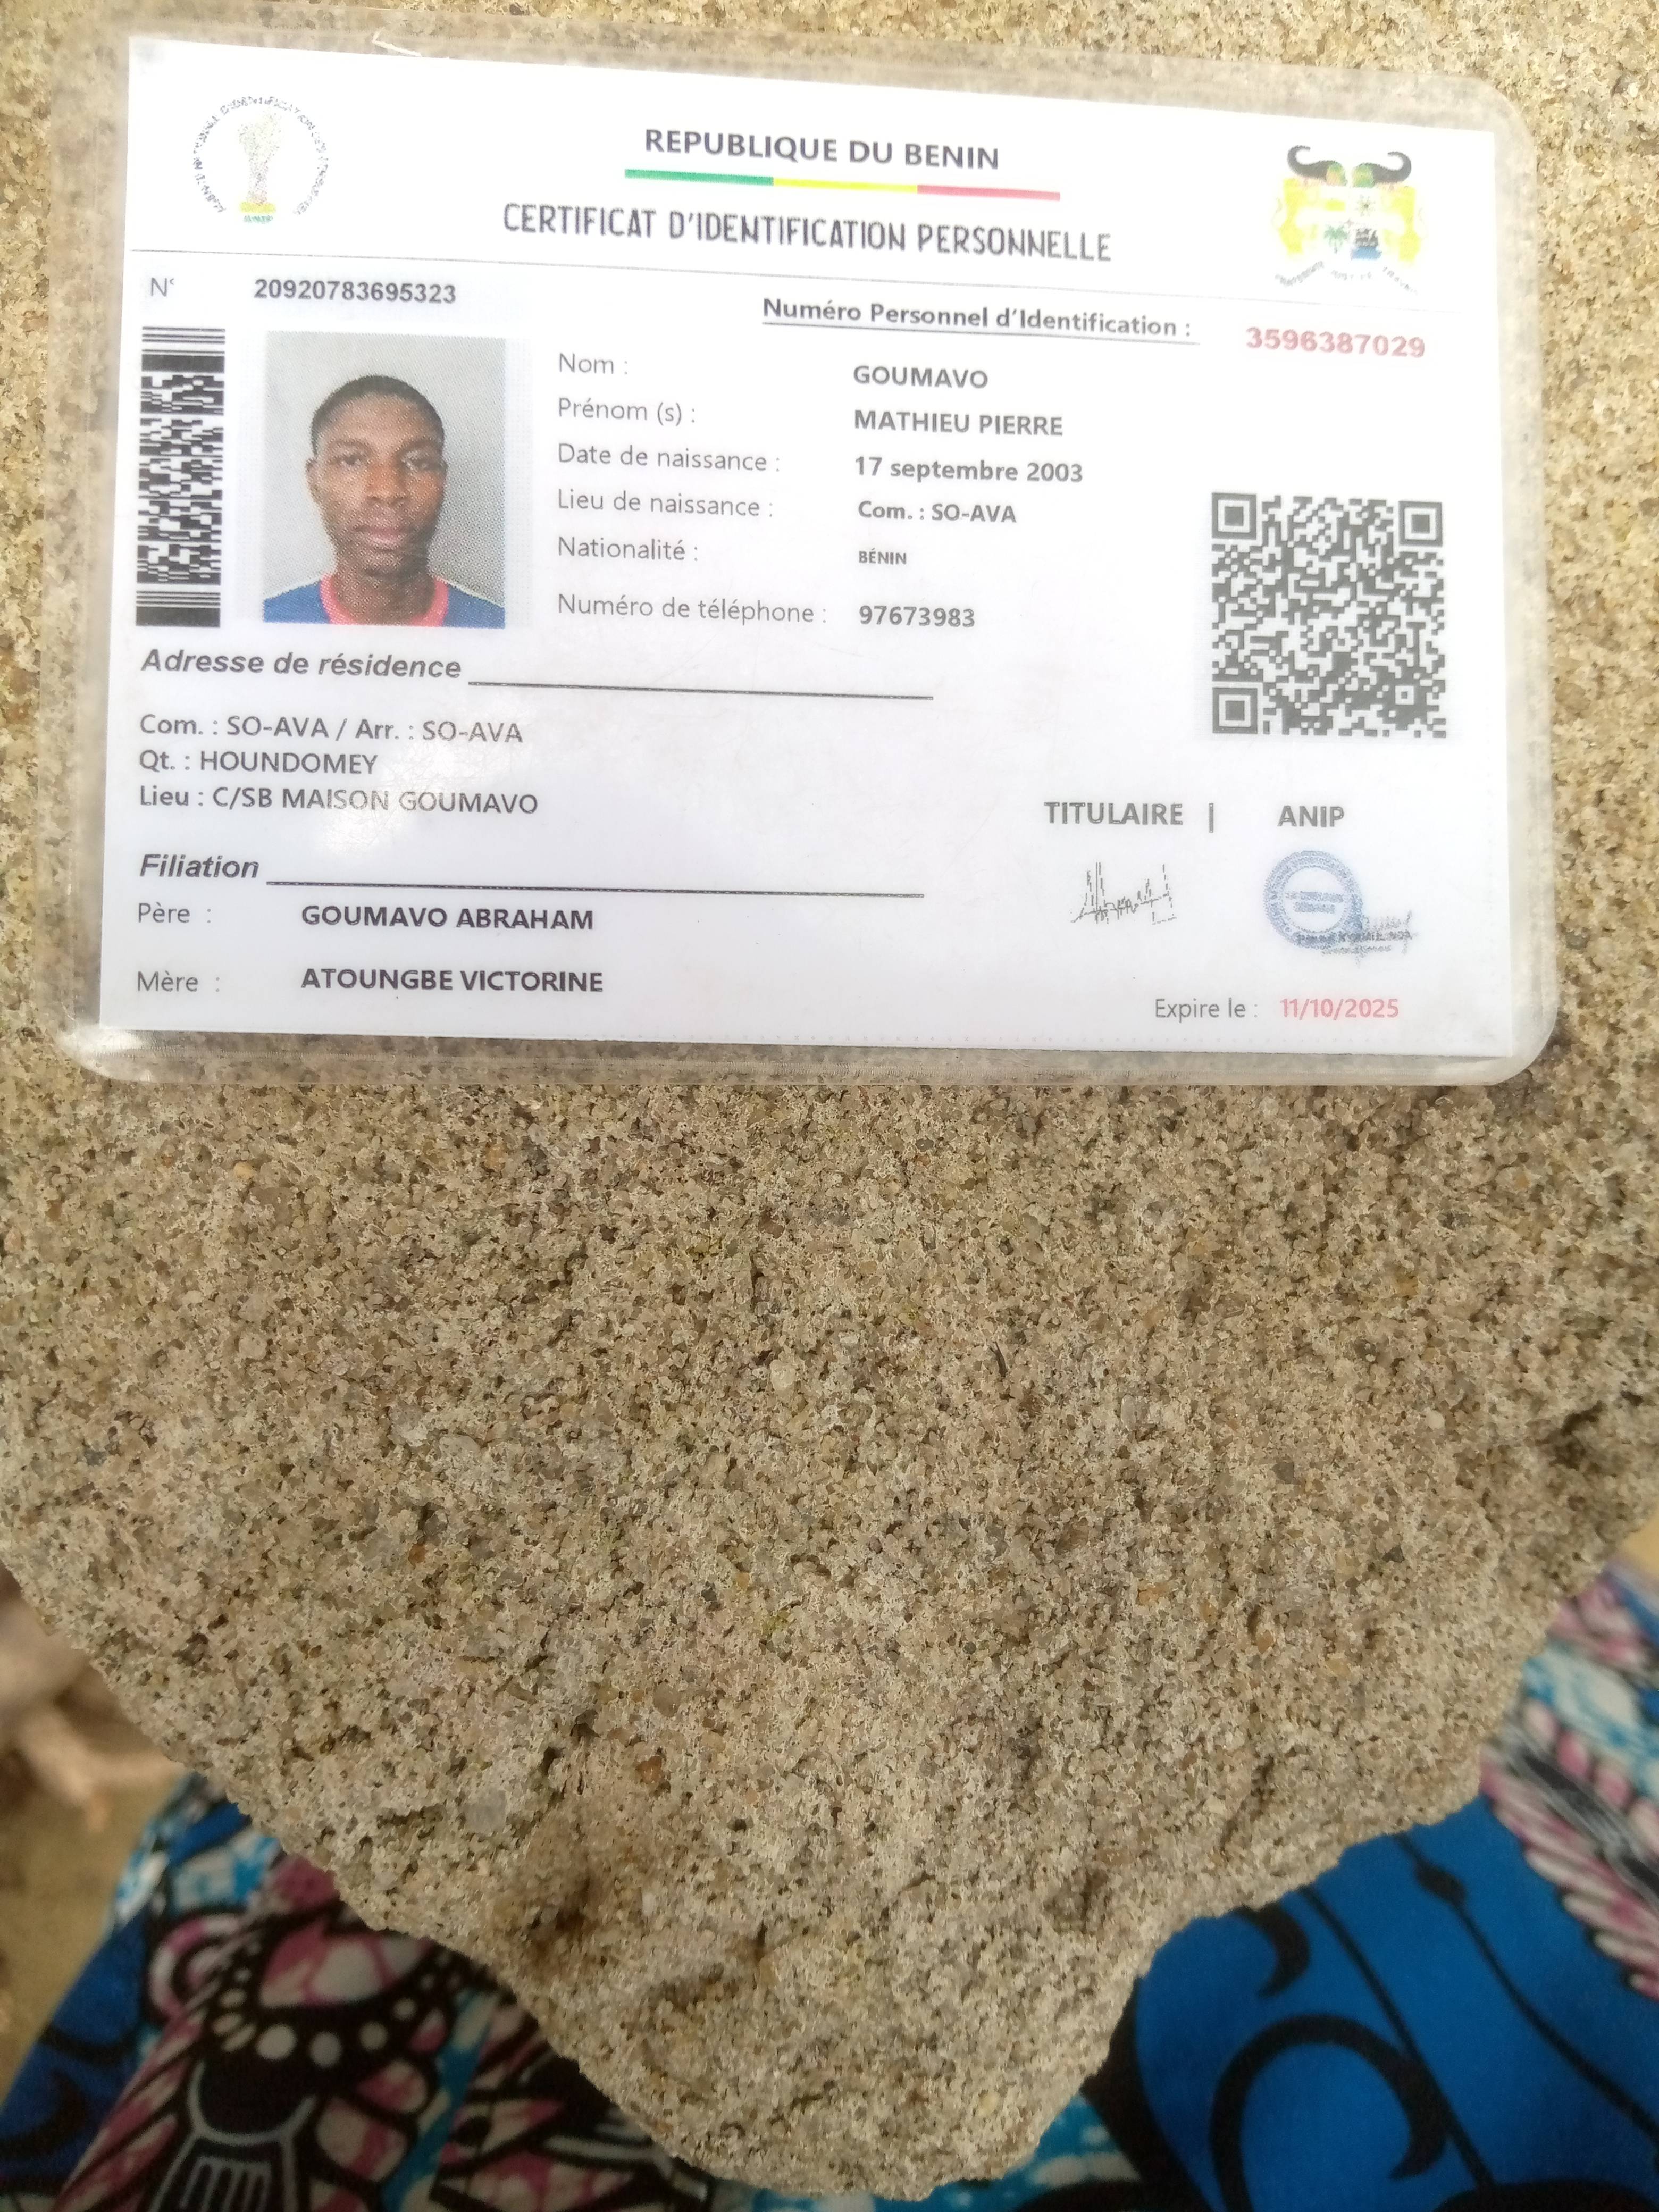 REPUBLIQUE DU BENIN
CERTIFICAT D'IDENTIFICATION PERSONNELLE
N° 20920783695323
Numéro Personnel d'Identification : 3596387029
Nom : GOUMAVO
Prénom (s) : MATHIEU PIERRE
Date de naissance : 17 septembre 2003
Lieu de naissance : Com. : SO-AVA
Nationalité : BÉNIN
Numéro de téléphone : 97673983
Adresse de résidence
Com. : SO-AVA / Arr. : SO-AVA
Qt. : HOUNDOMEY
Lieu : C/SB MAISON GOUMAVO
TITULAIRE | ANIP
Filiation
Père : GOUMAVO ABRAHAM
Mère : ATOUNGBE VICTORINE
Expire le : 11/10/2025